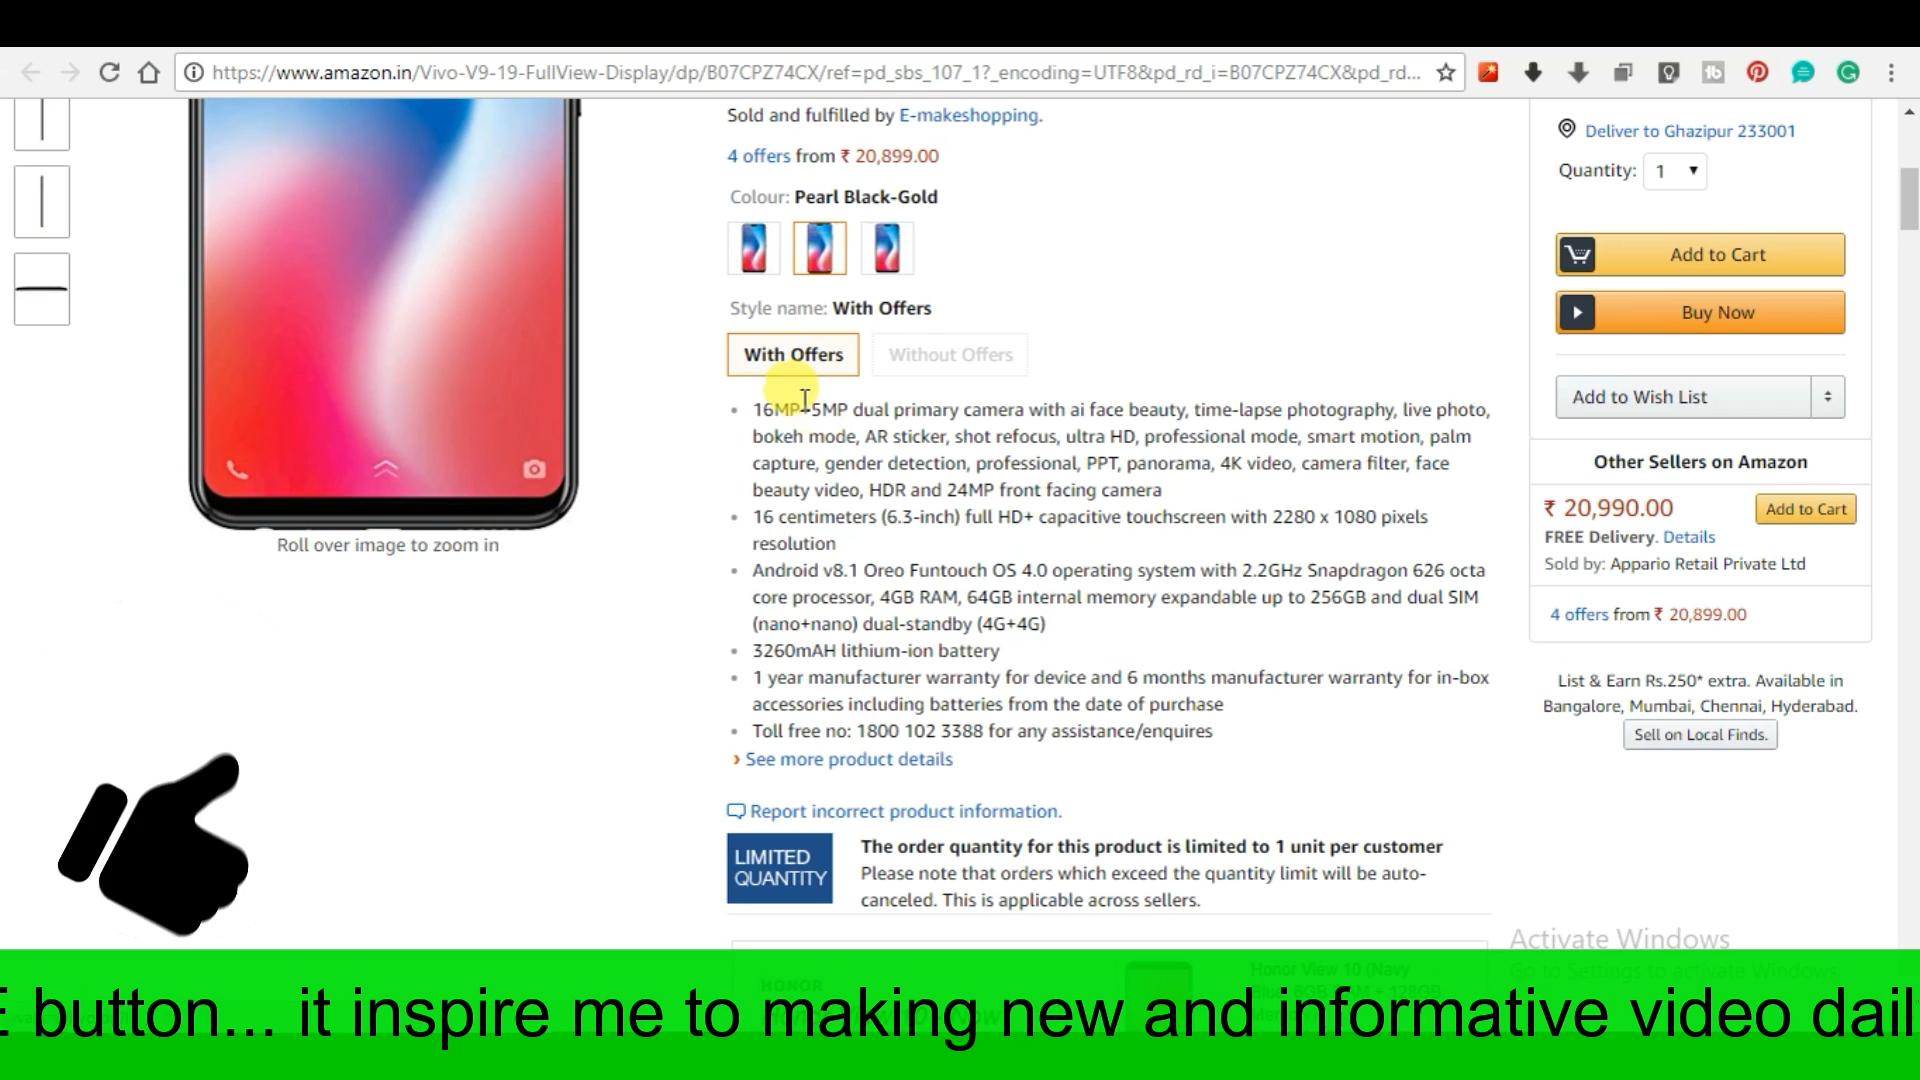 https://www.amazon.in/Vivo-V9-19-FullView-Display/dp/B07CPZ74CX/ref=pd_sbs_107_1?_encoding=UTF8&pd_rd_i=B07CPZ74CX&pd_rd...
Sold and fulfilled by E-makeshopping.
4 offers from ₹ 20,899.00
Colour: Pearl Black-Gold
Style name: With Offers
With Offers
Without Offers
• 16MP+5MP dual primary camera with ai face beauty, time-lapse photography, live photo,
bokeh mode, AR sticker, shot refocus, ultra HD, professional mode, smart motion, palm
capture, gender detection, professional, PPT, panorama, 4K video, camera filter, face
beauty video, HDR and 24MP front facing camera
• 16 centimeters (6.3-inch) full HD+ capacitive touchscreen with 2280 x 1080 pixels
resolution
• Android v8.1 Oreo Funtouch OS 4.0 operating system with 2.2GHz Snapdragon 626 octa
core processor, 4GB RAM, 64GB internal memory expandable up to 256GB and dual SIM
(nano+nano) dual-standby (4G+4G)
• 3260mAH lithium-ion battery
• 1 year manufacturer warranty for device and 6 months manufacturer warranty for in-box
accessories including batteries from the date of purchase
• Toll free no: 1800 102 3388 for any assistance/enquires
› See more product details
Roll over image to zoom in
Report incorrect product information.
LIMITED
QUANTITY
The order quantity for this product is limited to 1 unit per customer
Please note that orders which exceed the quantity limit will be auto-
canceled. This is applicable across sellers.
Deliver to Ghazipur 233001
Quantity: 1
Add to Cart
Buy Now
Add to Wish List
Other Sellers on Amazon
₹ 20,990.00
Add to Cart
FREE Delivery. Details
Sold by: Appario Retail Private Ltd
4 offers from ₹ 20,899.00
List & Earn Rs.250* extra. Available in
Bangalore, Mumbai, Chennai, Hyderabad.
Sell on Local Finds.
Activate Windows
Go to Settings to activate Windows.
HONOR
Honor View 10 (Navy
E button... it inspire me to making new and informative video dail